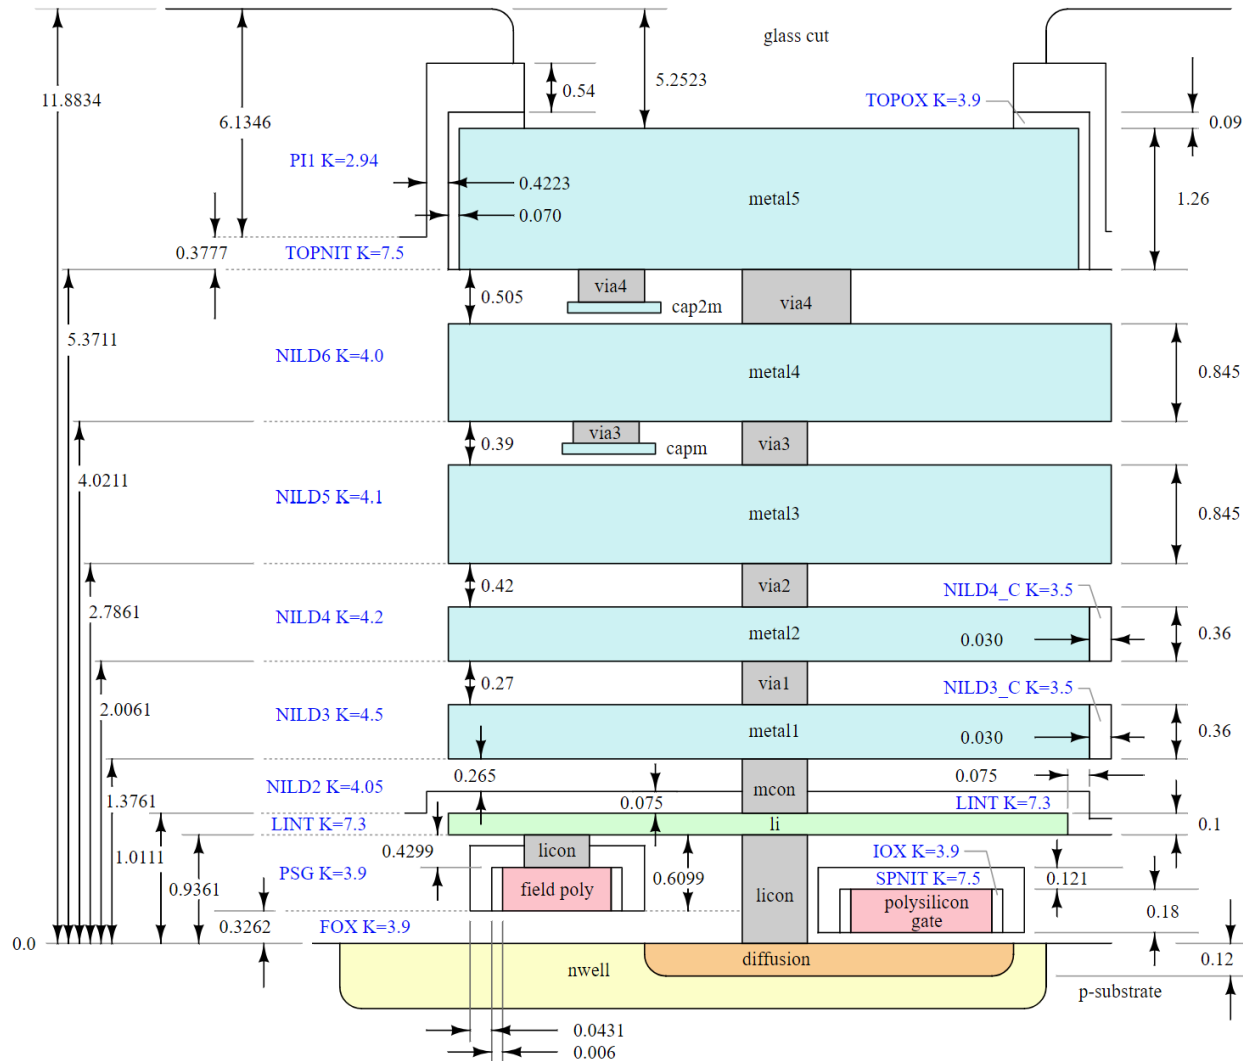 glass cut
11.8834
6.1346
0.54
5.2523
TOPOX K=3.9
0.09
PI1 K=2.94
0.4223
metal5
1.26
0.070
0.3777
TOPNIT K=7.5
0.505
via4
via4
cap2m
5.3711
NILD6 K=4.0
metal4
0.845
0.39
via3
via3
capm
4.0211
NILD5 K=4.1
metal3
0.845
0.42
via2
NILD4_C K=3.5
2.7861
NILD4 K=4.2
metal2
0.030
0.36
0.27
via1
NILD3_C K=3.5
2.0061
NILD3 K=4.5
metal1
0.030
0.36
0.265
0.075
NILD2 K=4.05
1.3761
0.075
mcon
LINT K=7.3
LINT K=7.3
li
0.1
1.0111
0.4299
licon
IOX K=3.9
PSG K=3.9
0.6099
SPNIT K=7.5
0.121
0.9361
field poly
licon
polysilicon
gate
0.18
0.3262
FOX K=3.9
0.0
diffusion
0.12
nwell
p-substrate
0.0431
0.006